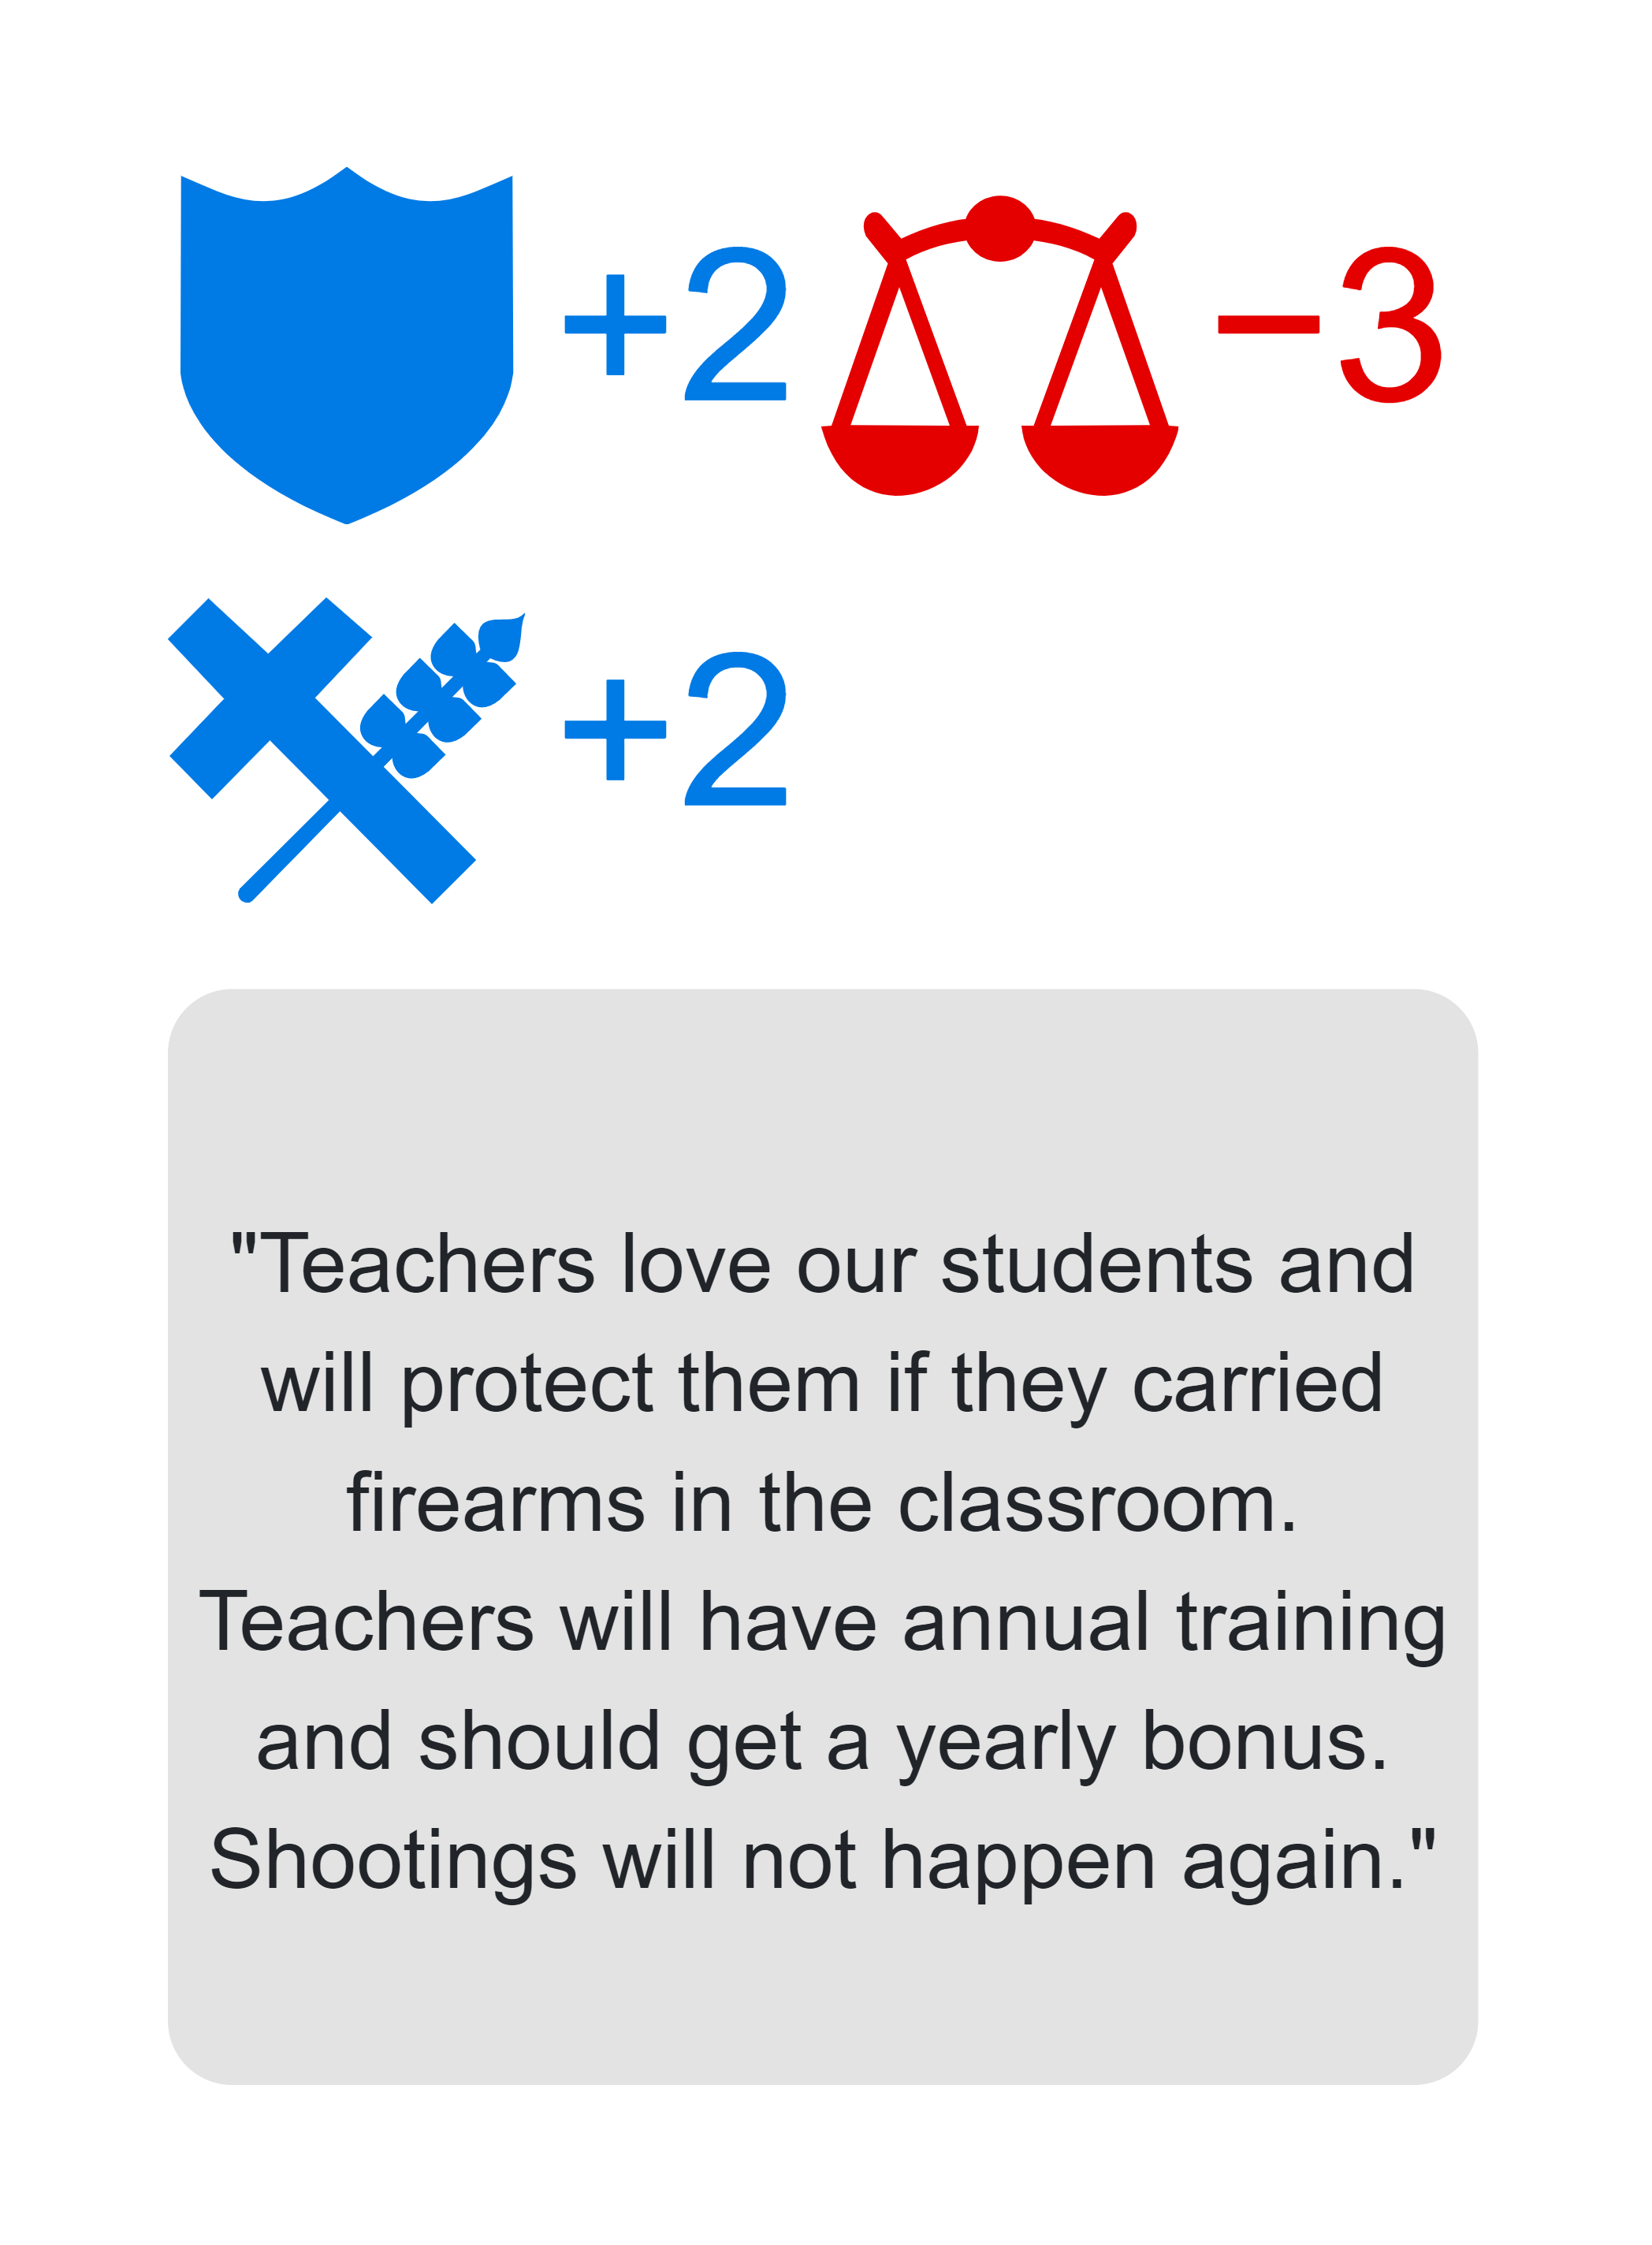 +2 −3
+2
"Teachers love our students and
will protect them if they carried
firearms in the classroom.
Teachers will have annual training
and should get a yearly bonus.
Shootings will not happen again."